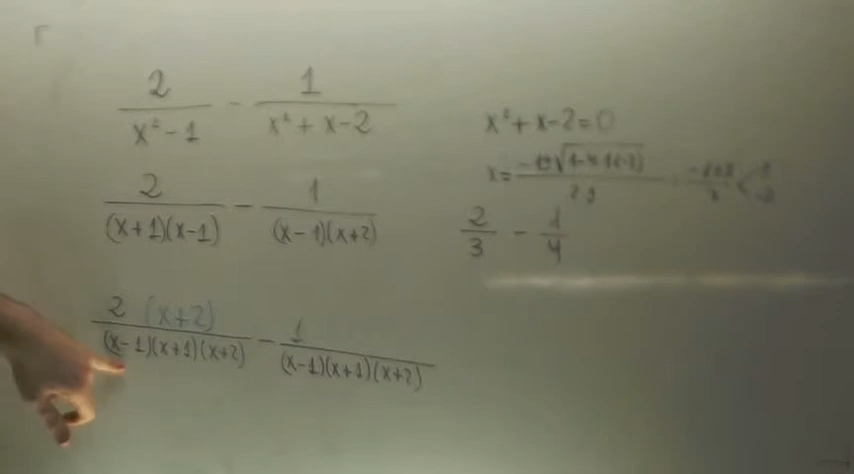 2/(x²-1) - 1/(x²+x-2)
x²+x-2=0
2/((x+1)(x-1)) - 1/((x-1)(x+2))
2/3 - 1/4
2 (x+2)/((x-1)(x+1)(x+2)) - 1/((x-1)(x+1)(x+2))